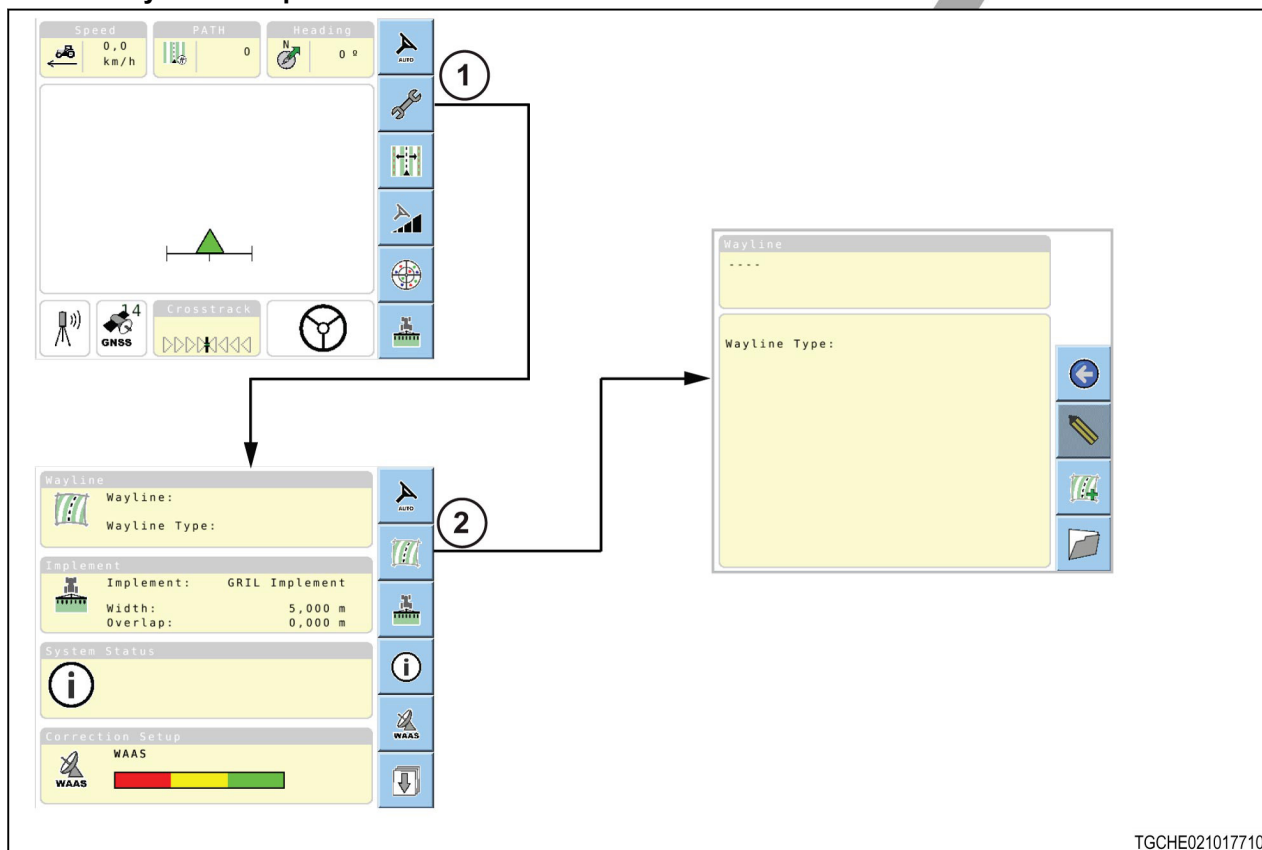 Speed
PATH
Heading
0,0
km/h
0
N
0 º
AUTO
1
14
GNSS
Crosstrack
Wayline
Wayline:
Wayline Type:
AUTO
2
Implement
Implement: GRIL Implement
Width: 5,000 m
Overlap: 0,000 m
System Status
i
i
Correction Setup
WAAS
WAAS
WAAS
Wayline
----
Wayline Type:
TGCHE021017710